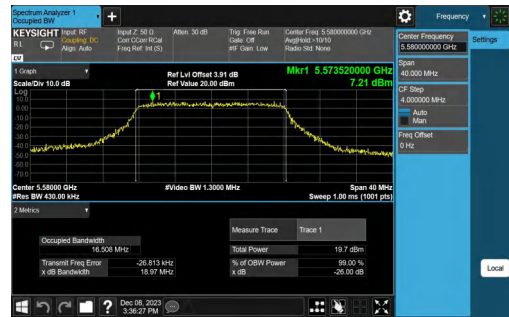 Spectrum Analyzer 1
Occupied BW
+
Frequency
KEYSIGHT Input: RF Input Z: 50 Ω Atten: 30 dB Trig: Free Run Center Freq: 5.580000000 GHz
RL Coupling: DC Corr CCorr RCal Gate: Off Avg|Hold:>10/10
Align: Auto Freq Ref: Int (S) #IF Gain: Low Radio Std: None
LV
Center Frequency
5.580000000 GHz
Settings
Span
40.000 MHz
CF Step
4.000000 MHz
Auto
Man
Freq Offset
0 Hz
Local
1 Graph
Ref Lvl Offset 3.91 dB
Mkr1 5.573520000 GHz
Scale/Div 10.0 dB
Ref Value 20.00 dBm
7.21 dBm
Log
1
10.0
0.00
-10.0
-20.0
-30.0
-40.0
-50.0
-60.0
-70.0
Center 5.58000 GHz #Video BW 1.3000 MHz Span 40 MHz
#Res BW 430.00 kHz Sweep 1.00 ms (1001 pts)
2 Metrics
Measure Trace Trace 1
Occupied Bandwidth
16.508 MHz
Total Power 19.7 dBm
Transmit Freq Error -26.813 kHz
% of OBW Power 99.00 %
x dB Bandwidth 18.97 MHz
x dB -26.00 dB
?
Dec 08, 2023
3:36:27 PM